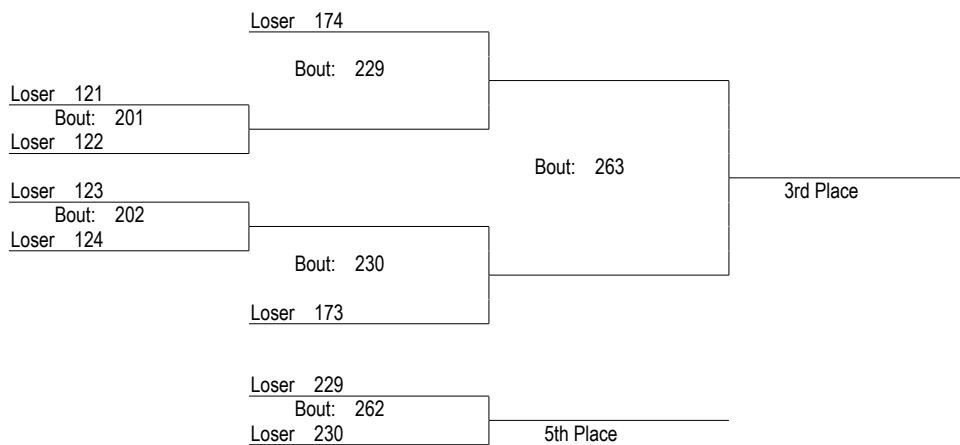 Loser 174
Bout: 229
Loser 121
Bout: 201
Loser 122
Bout: 263
Loser 123
3rd Place
Bout: 202
Loser 124
Bout: 230
Loser 173
Loser 229
Bout: 262
Loser 230
5th Place